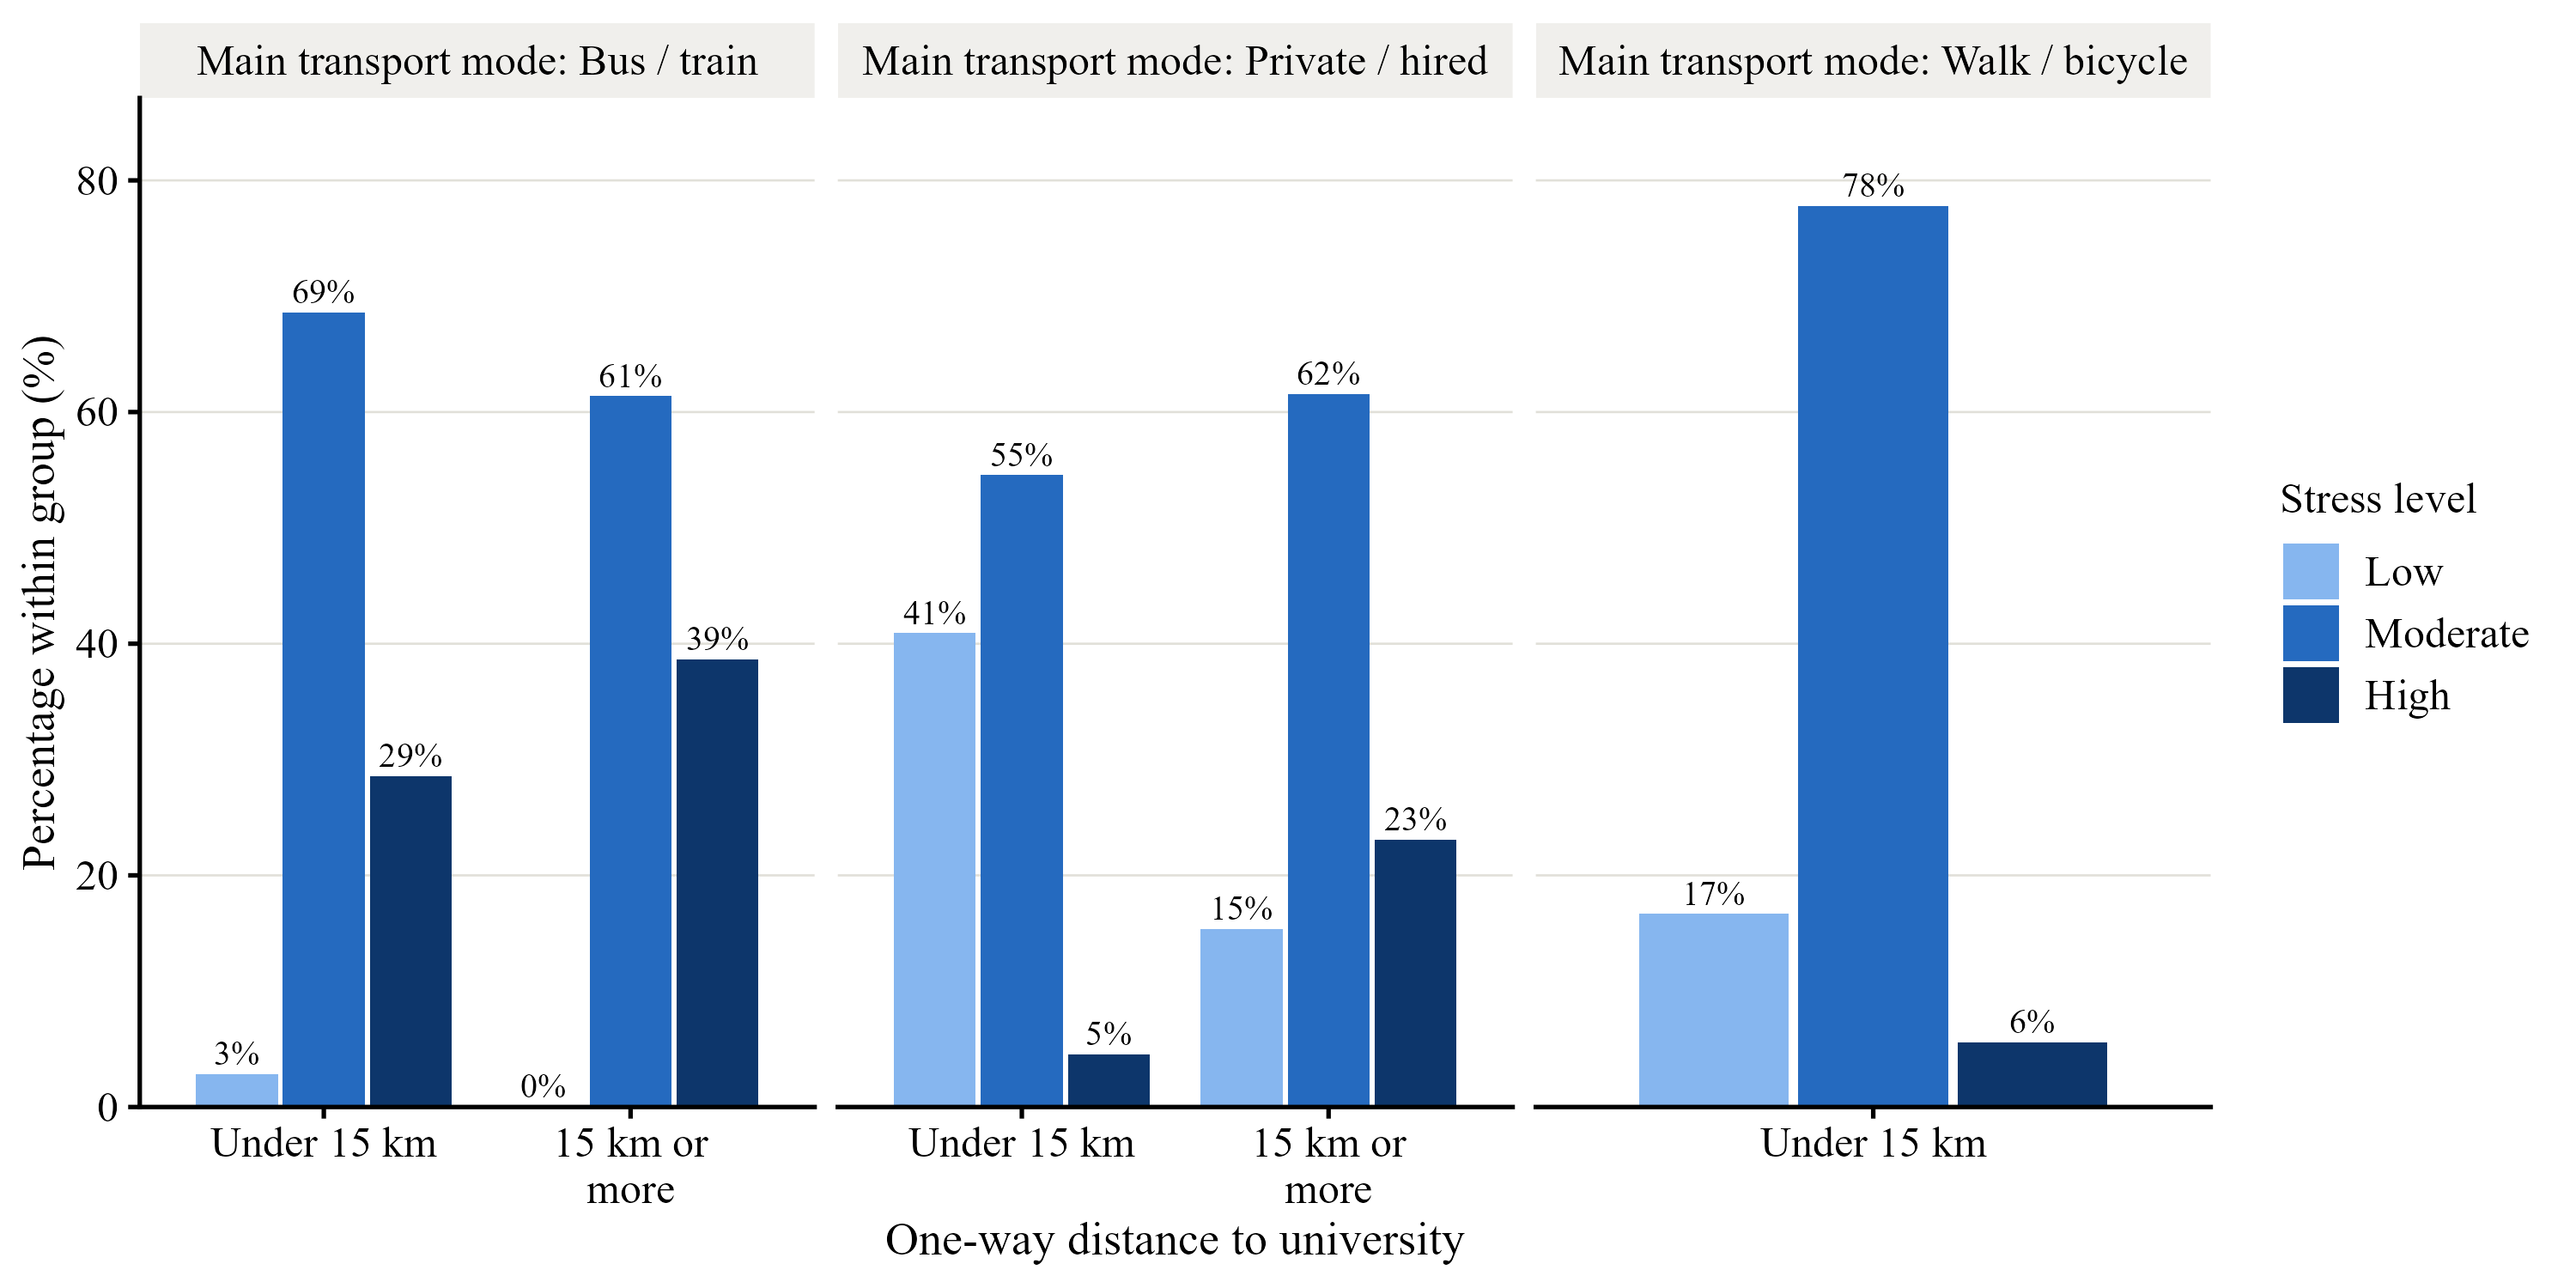 Main transport mode: Bus / train
Main transport mode: Private / hired
Main transport mode: Walk / bicycle
Percentage within group (%)
80
60
40
20
0
3%
69%
29%
0%
61%
39%
41%
55%
5%
15%
62%
23%
17%
78%
6%
Under 15 km
15 km or
more
Under 15 km
15 km or
more
Under 15 km
One-way distance to university
Stress level
Low
Moderate
High